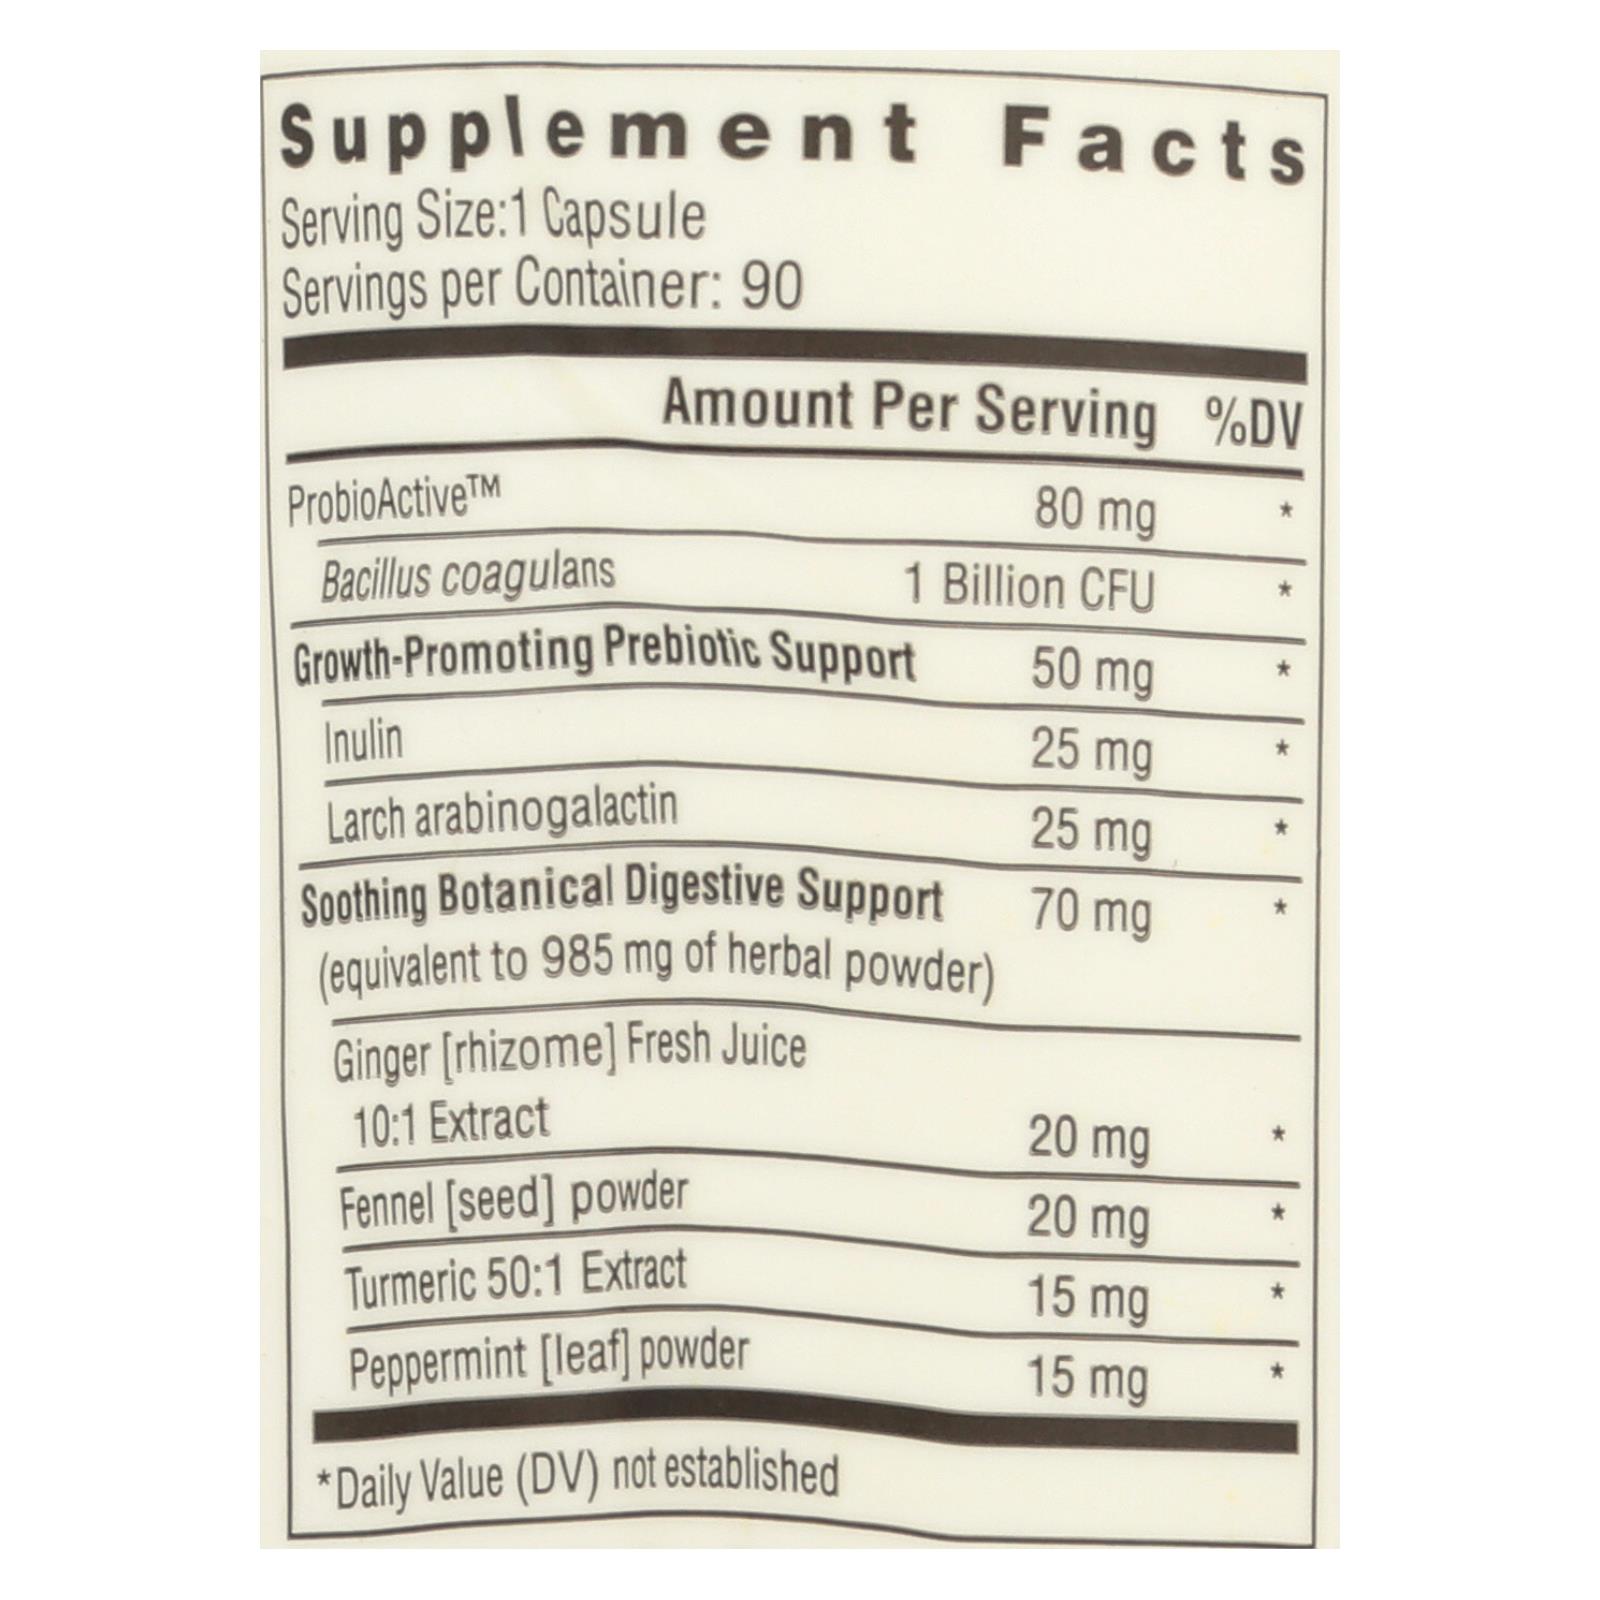 Supplement Facts
Serving Size:1 Capsule
Servings per Container: 90
Amount Per Serving %DV
ProbioActive™ 80 mg *
Bacillus coagulans 1 Billion CFU *
Growth-Promoting Prebiotic Support 50 mg *
Inulin 25 mg *
Larch arabinogalactin 25 mg *
Soothing Botanical Digestive Support 70 mg *
(equivalent to 985 mg of herbal powder)
Ginger [rhizome] Fresh Juice
10:1 Extract 20 mg *
Fennel [seed] powder 20 mg *
Turmeric 50:1 Extract 15 mg *
Peppermint [leaf] powder 15 mg *
*Daily Value (DV) not established